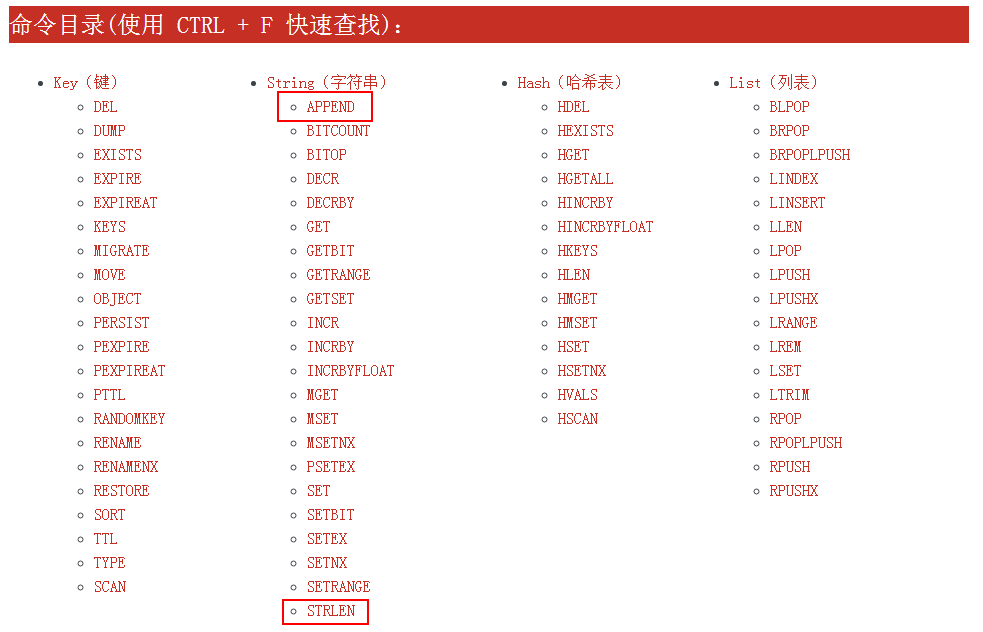 命令目录(使用 CTRL + F 快速查找):
Key（键）
DEL
DUMP
EXISTS
EXPIRE
EXPIREAT
KEYS
MIGRATE
MOVE
OBJECT
PERSIST
PEXPIRE
PEXPIREAT
PTTL
RANDOMKEY
RENAME
RENAMENX
RESTORE
SORT
TTL
TYPE
SCAN
String（字符串）
APPEND
BITCOUNT
BITOP
DECR
DECRBY
GET
GETBIT
GETRANGE
GETSET
INCR
INCRBY
INCRBYFLOAT
MGET
MSET
MSETNX
PSETEX
SET
SETBIT
SETEX
SETNX
SETRANGE
STRLEN
Hash（哈希表）
HDEL
HEXISTS
HGET
HGETALL
HINCRBY
HINCRBYFLOAT
HKEYS
HLEN
HMGET
HMSET
HSET
HSETNX
HVALS
HSCAN
List（列表）
BLPOP
BRPOP
BRPOPLPUSH
LINDEX
LINSERT
LLEN
LPOP
LPUSH
LPUSHX
LRANGE
LREM
LSET
LTRIM
RPOP
RPOPLPUSH
RPUSH
RPUSHX